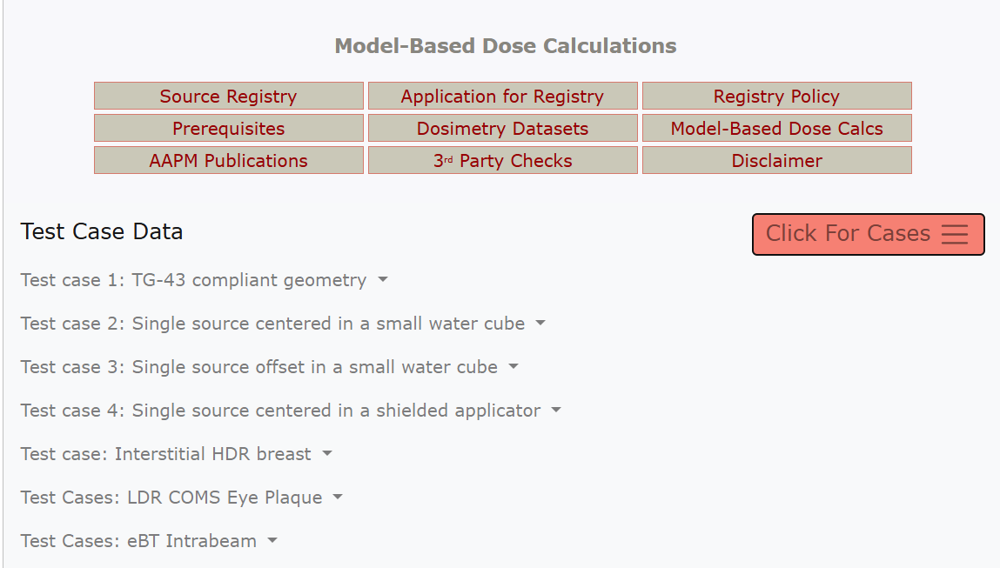 Model-Based Dose Calculations
Source Registry Application for Registry Registry Policy
Prerequisites Dosimetry Datasets Model-Based Dose Calcs
AAPM Publications 3rd Party Checks Disclaimer
Test Case Data Click For Cases
Test case 1: TG-43 compliant geometry
Test case 2: Single source centered in a small water cube
Test case 3: Single source offset in a small water cube
Test case 4: Single source centered in a shielded applicator
Test case: Interstitial HDR breast
Test Cases: LDR COMS Eye Plaque
Test Cases: eBT Intrabeam